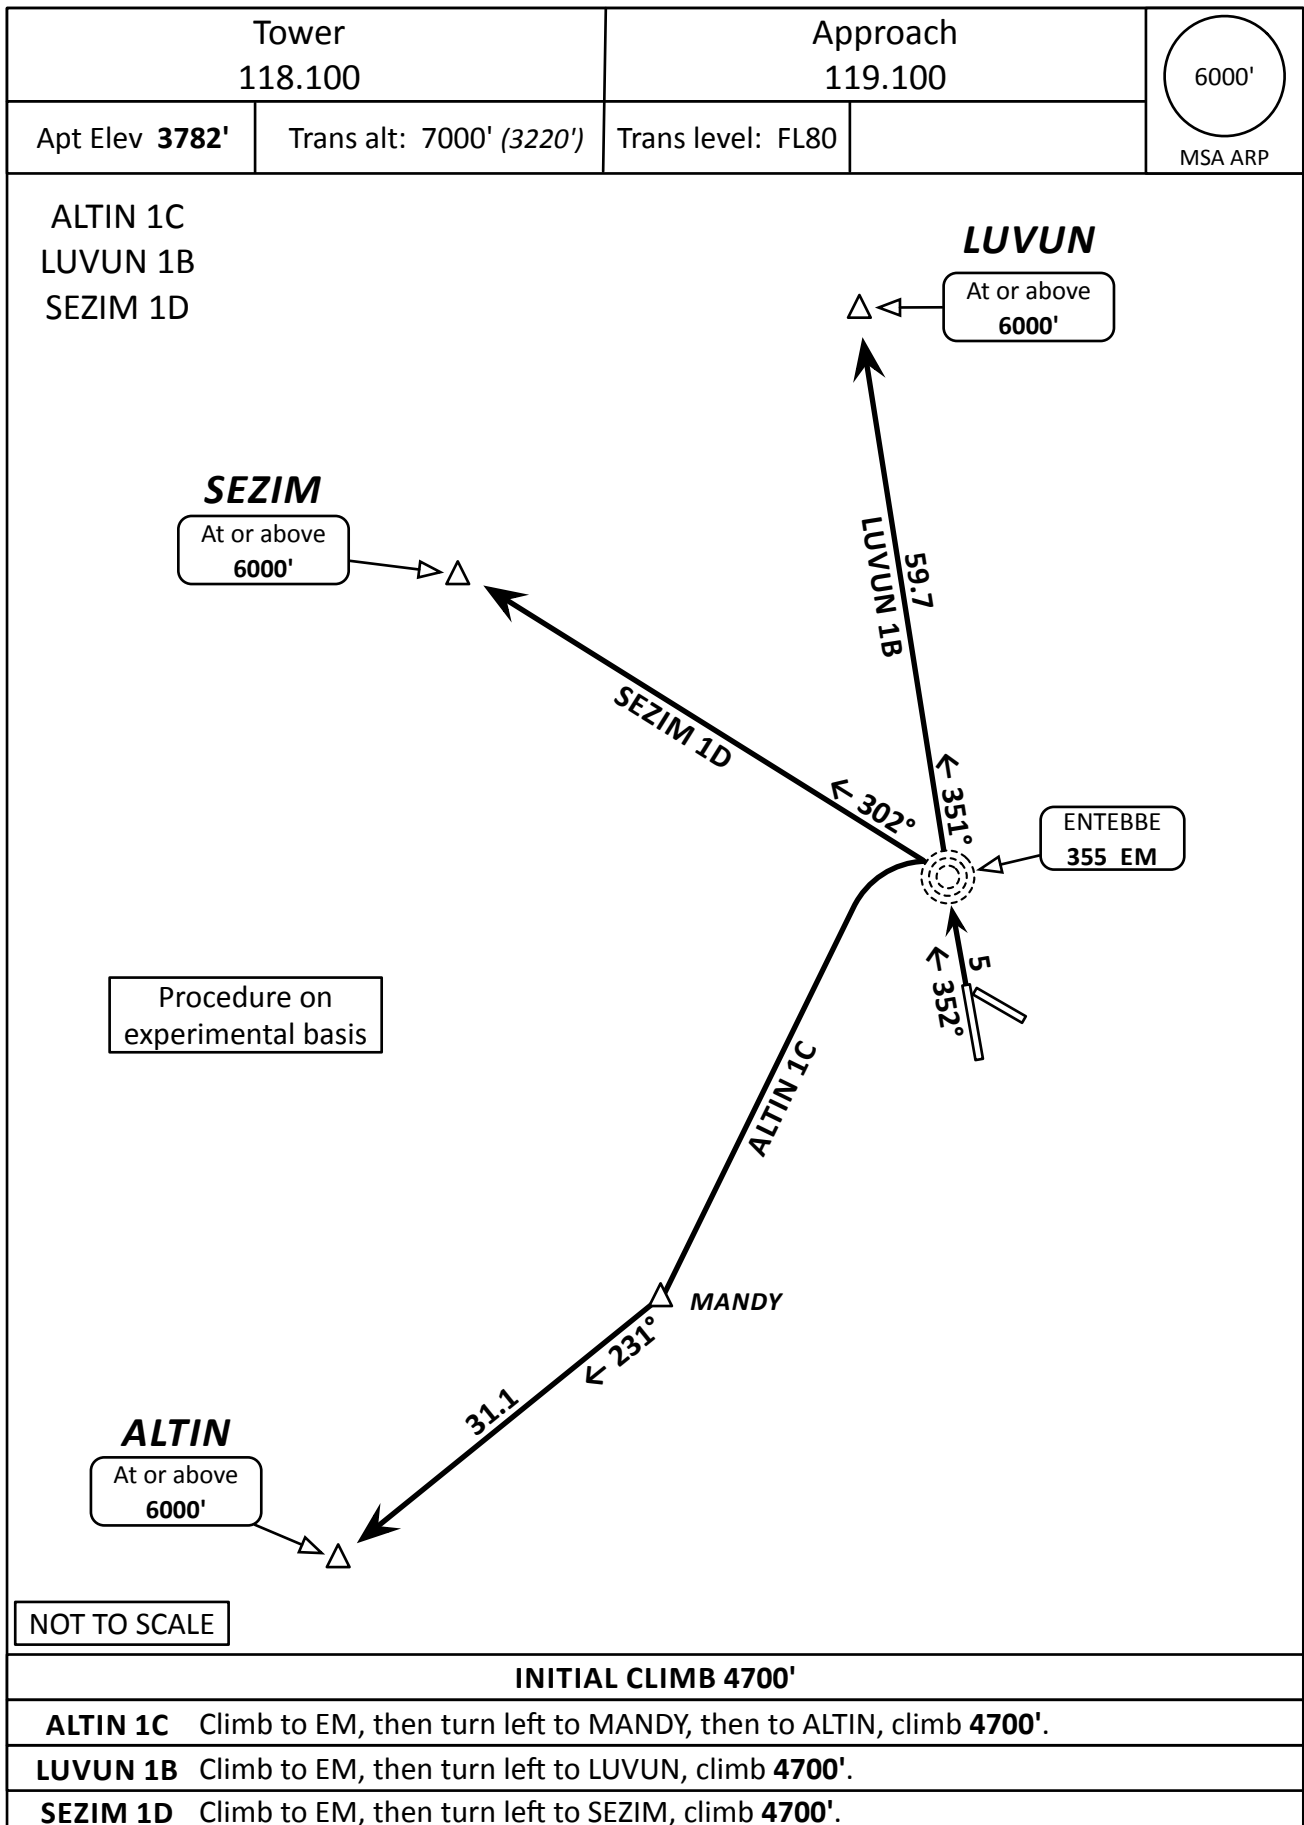 Tower
118.100
Approach
119.100
6000'
MSA ARP
Apt Elev 3782'
Trans alt: 7000' (3220')
Trans level: FL80
ALTIN 1C
LUVUN 1B
SEZIM 1D
LUVUN
At or above
6000'
SEZIM
At or above
6000'
LUVUN 1B
59.7
SEZIM 1D
← 302°
← 351°
ENTEBBE
355 EM
5
← 352°
Procedure on
experimental basis
ALTIN 1C
MANDY
← 231°
31.1
ALTIN
At or above
6000'
NOT TO SCALE
INITIAL CLIMB 4700'
ALTIN 1C Climb to EM, then turn left to MANDY, then to ALTIN, climb 4700'.
LUVUN 1B Climb to EM, then turn left to LUVUN, climb 4700'.
SEZIM 1D Climb to EM, then turn left to SEZIM, climb 4700'.